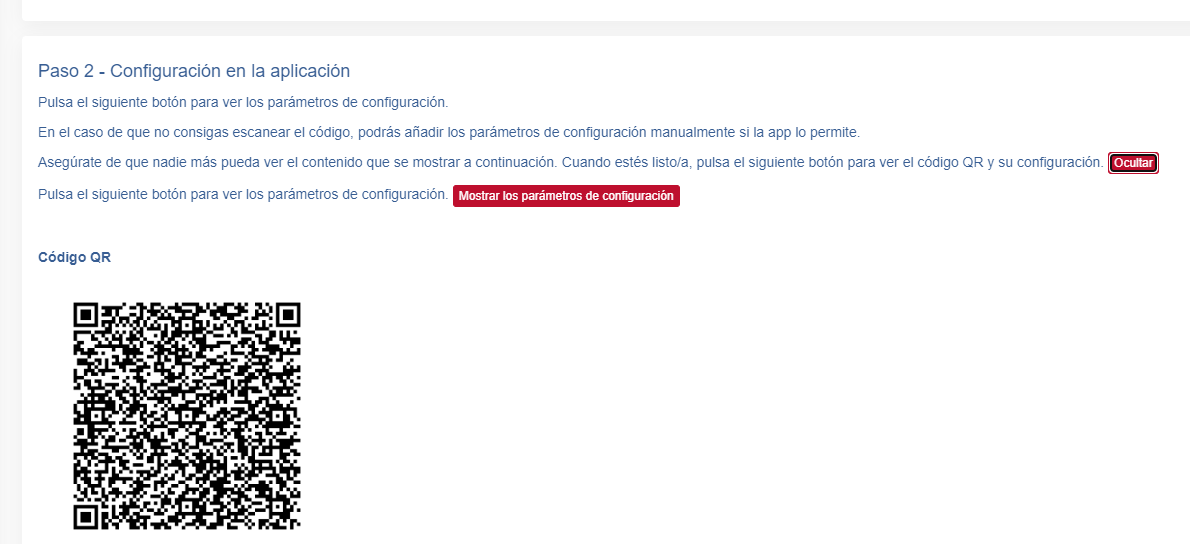 Paso 2 - Configuración en la aplicación
Pulsa el siguiente botón para ver los parámetros de configuración.
En el caso de que no consigas escanear el código, podrás añadir los parámetros de configuración manualmente si la app lo permite.
Asegúrate de que nadie más pueda ver el contenido que se mostrar a continuación. Cuando estés listo/a, pulsa el siguiente botón para ver el código QR y su configuración. Ocultar
Pulsa el siguiente botón para ver los parámetros de configuración. Mostrar los parámetros de configuración
Código QR